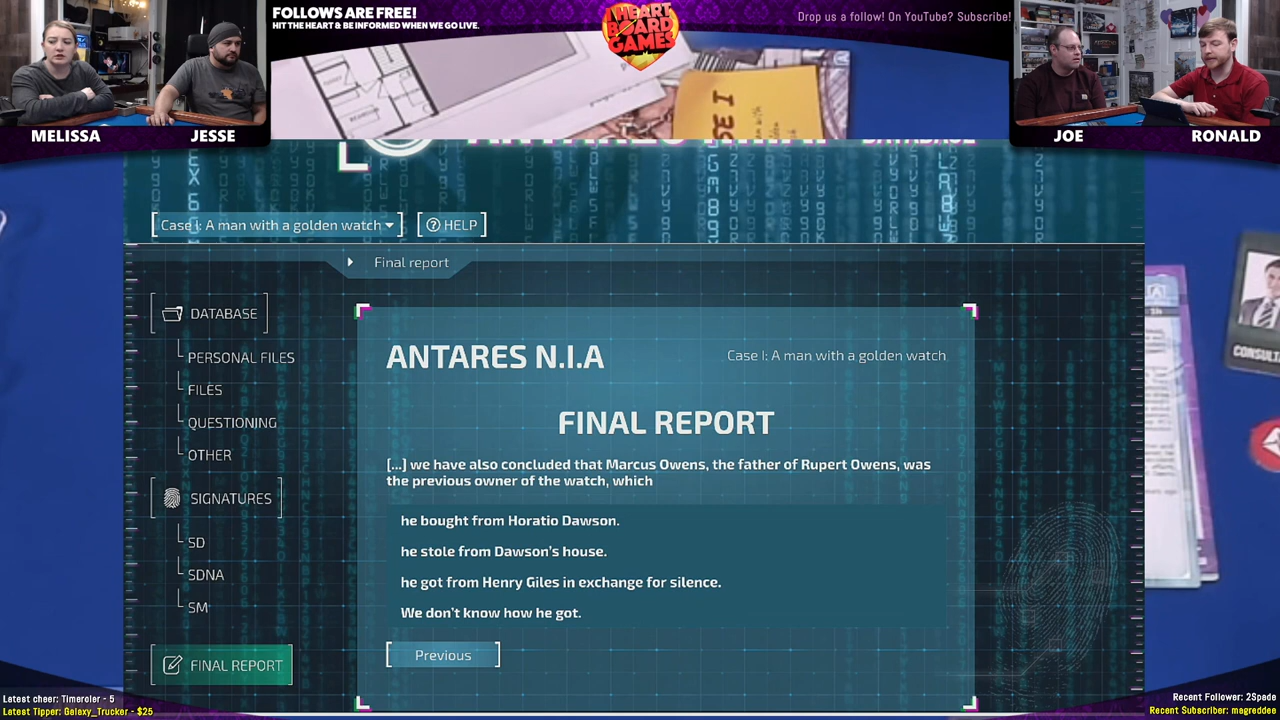 FOLLOWS ARE FREE!
HIT THE HEART & BE INFORMED WHEN WE GO LIVE.
I HEART
BOARD
GAMES
Drop us a follow! On YouTube? Subscribe!
MELISSA
JESSE
JOE
RONALD
Case I: A man with a golden watch
HELP
Final report
DATABASE
PERSONAL FILES
FILES
QUESTIONING
OTHER
SIGNATURES
SD
SDNA
SM
FINAL REPORT
ANTARES N.I.A
Case I: A man with a golden watch
FINAL REPORT
[...] we have also concluded that Marcus Owens, the father of Rupert Owens, was
the previous owner of the watch, which
he bought from Horatio Dawson.
he stole from Dawson's house.
he got from Henry Giles in exchange for silence.
We don't know how he got.
Previous
Latest cheer: Timeroler - 5
Latest Tipper: Galaxy_Trucker - $25
Recent Follower: 2Spade
Recent Subscriber: magreddee